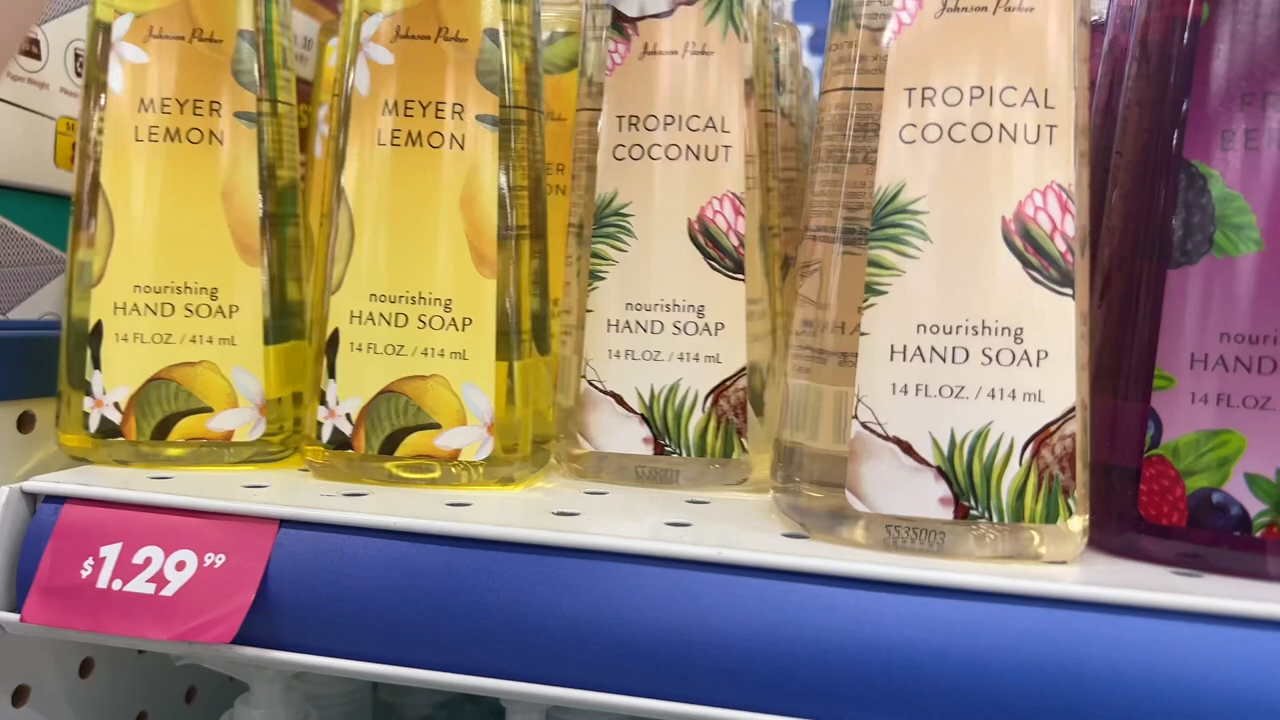 Johnson Parker
MEYER
LEMON
nourishing
HAND SOAP
14 FL.OZ. / 414 mL
Johnson Parker
MEYER
LEMON
nourishing
HAND SOAP
14 FL.OZ. / 414 mL
Johnson Parker
TROPICAL
COCONUT
nourishing
HAND SOAP
14 FL.OZ. / 414 mL
Johnson Parker
TROPICAL
COCONUT
nourishing
HAND SOAP
14 FL.OZ. / 414 mL
5535003
HAND
14 FL.OZ.
$1.29 99